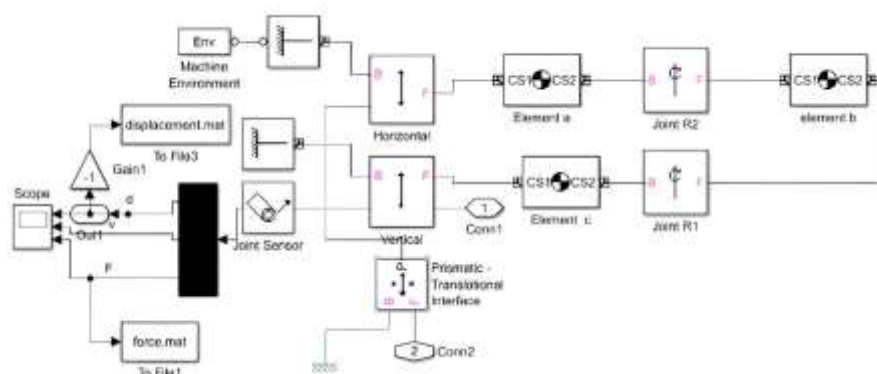 Env
Machine
Environment
B
F
Horizontal
CS1
CS2
Element a
B
F
Joint R2
CS1
CS2
element b
displacement.mat
To File3
-1
Gain1
Scope
d
v
Out1
F
Joint Sensor
B
F
Vertical
1
Conn1
CS1
CS2
Element c
B
F
Joint R1
P
Prismatic -
Translational
Interface
B
F
2
Conn2
force.mat
To File1